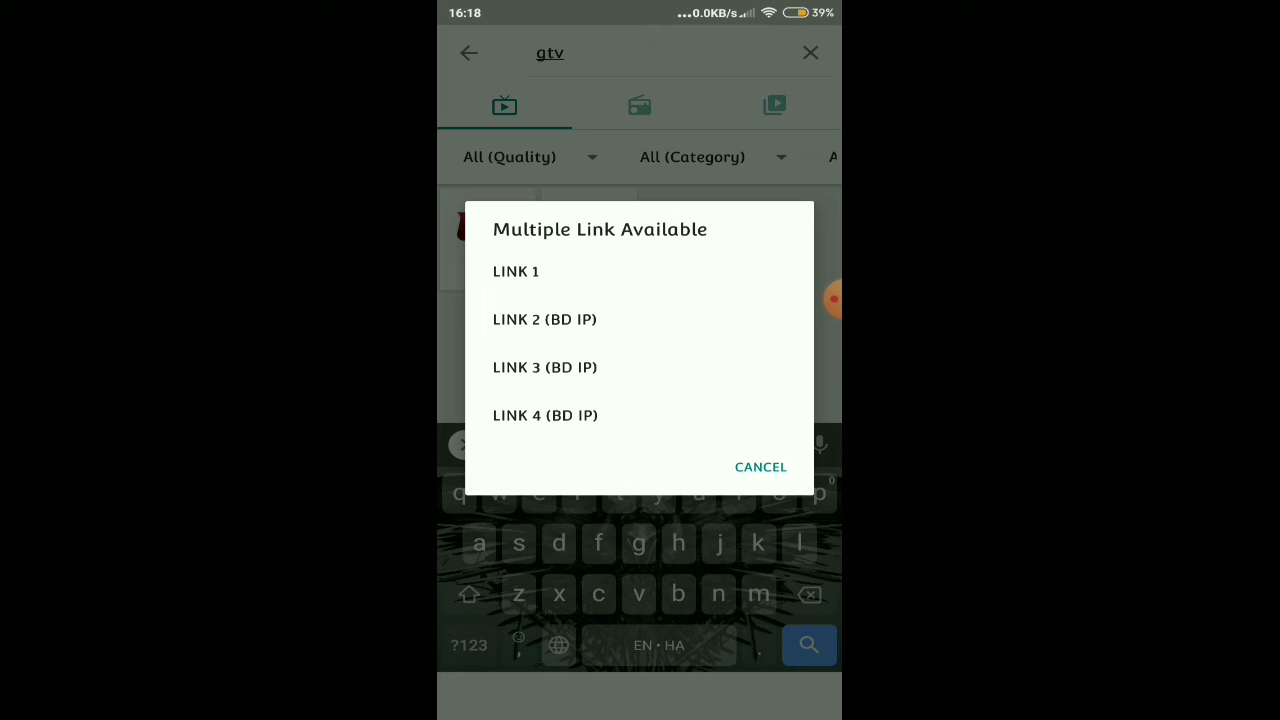 16:18 ...0.0KB/s 39%
gtv
All (Quality) All (Category) A
Multiple Link Available
LINK 1
LINK 2 (BD IP)
LINK 3 (BD IP)
LINK 4 (BD IP)
CANCEL
q w e r t y u i o p 0
a s d f g h j k l
z x c v b n m
?123 , EN • HA .